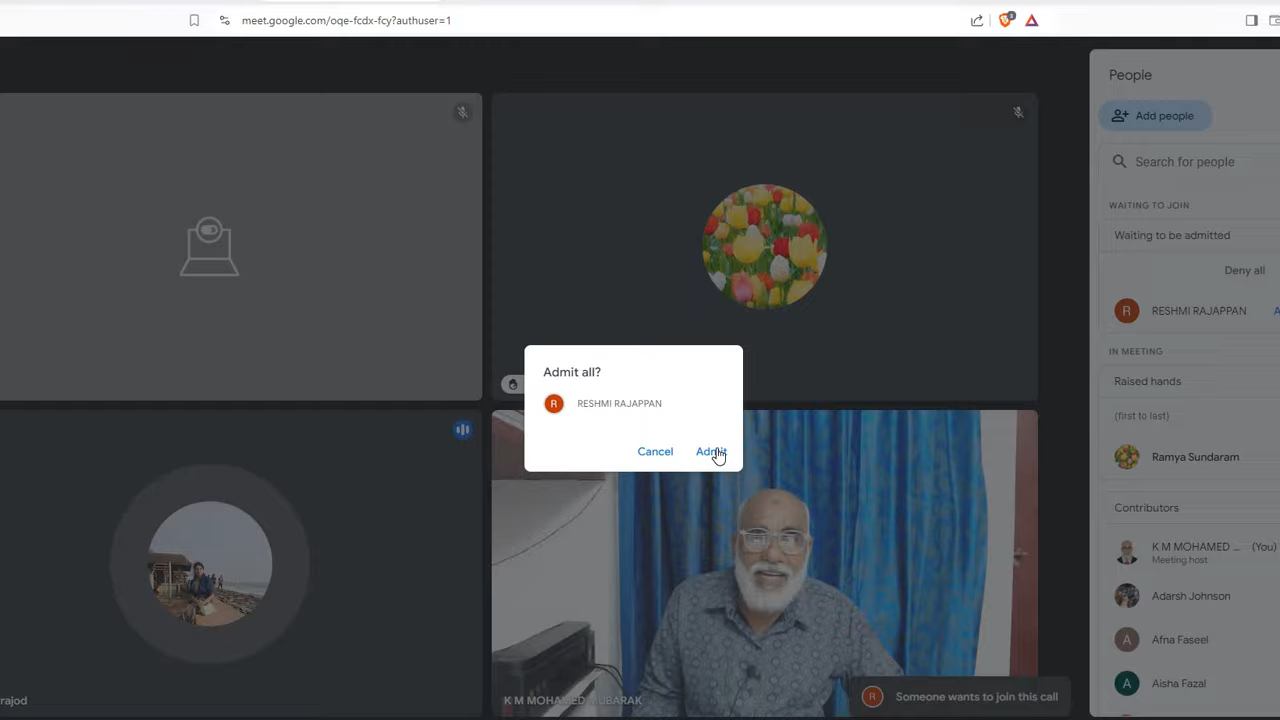 meet.google.com/oqe-fcdx-fcy?authuser=1
People
Add people
Search for people
WAITING TO JOIN
Waiting to be admitted
Deny all
R RESHMI RAJAPPAN A
IN MEETING
Raised hands
(first to last)
Ramya Sundaram
Contributors
K M MOHAMED ... (You)
Meeting host
Adarsh Johnson
A Afna Faseel
A Aisha Fazal
Admit all?
R RESHMI RAJAPPAN
Cancel Admit
rajod
K M MOHAMED MUBARAK
R Someone wants to join this call